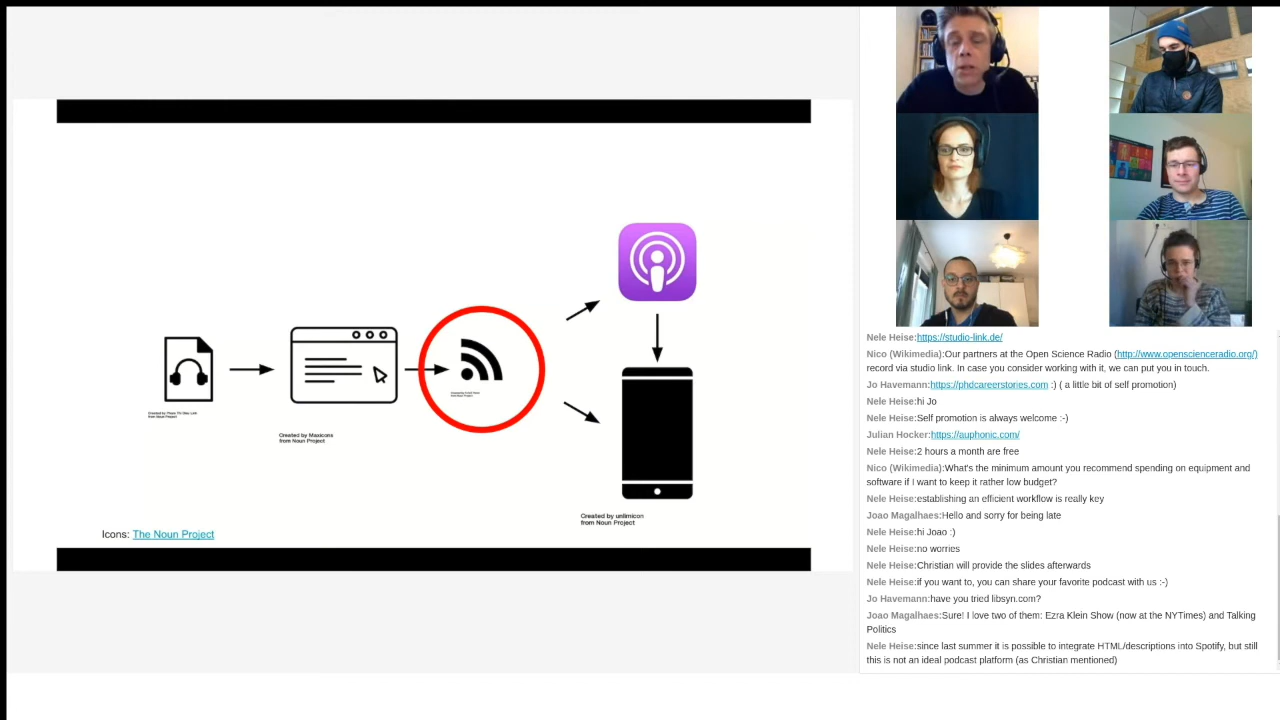 Created by Maxicons
from Noun Project
Created by unlimicon
from Noun Project
Icons: The Noun Project
Nele Heise:https://studio-link.de/
Nico (Wikimedia):Our partners at the Open Science Radio (http://www.openscienceradio.org/)
record via studio link. In case you consider working with it, we can put you in touch.
Jo Havemann:https://phdcareerstories.com :) ( a little bit of self promotion)
Nele Heise:hi Jo
Nele Heise:Self promotion is always welcome :-)
Julian Hocker:https://auphonic.com/
Nele Heise:2 hours a month are free
Nico (Wikimedia):What's the minimum amount you recommend spending on equipment and
software if I want to keep it rather low budget?
Nele Heise:establishing an efficient workflow is really key
Joao Magalhaes:Hello and sorry for being late
Nele Heise:hi Joao :)
Nele Heise:no worries
Nele Heise:Christian will provide the slides afterwards
Nele Heise:if you want to, you can share your favorite podcast with us :-)
Jo Havemann:have you tried libsyn.com?
Joao Magalhaes:Sure! I love two of them: Ezra Klein Show (now at the NYTimes) and Talking
Politics
Nele Heise:since last summer it is possible to integrate HTML/descriptions into Spotify, but still
this is not an ideal podcast platform (as Christian mentioned)